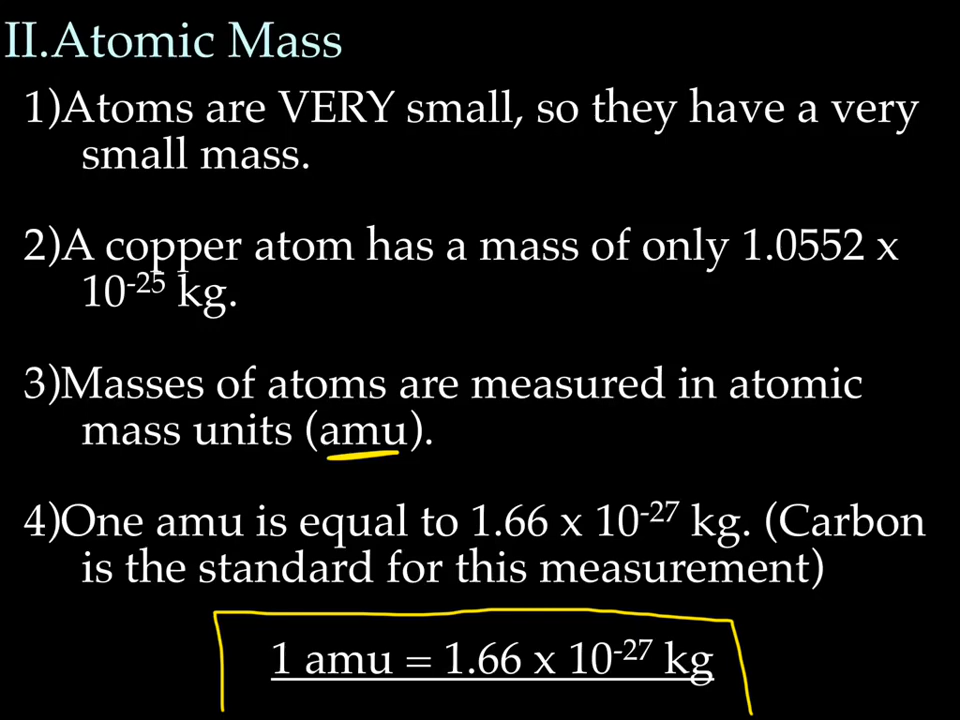 II.Atomic Mass
1)Atoms are VERY small, so they have a very
small mass.
2)A copper atom has a mass of only 1.0552 x
10⁻²⁵ kg.
3)Masses of atoms are measured in atomic
mass units (amu).
4)One amu is equal to 1.66 x 10⁻²⁷ kg. (Carbon
is the standard for this measurement)
1 amu = 1.66 x 10⁻²⁷ kg